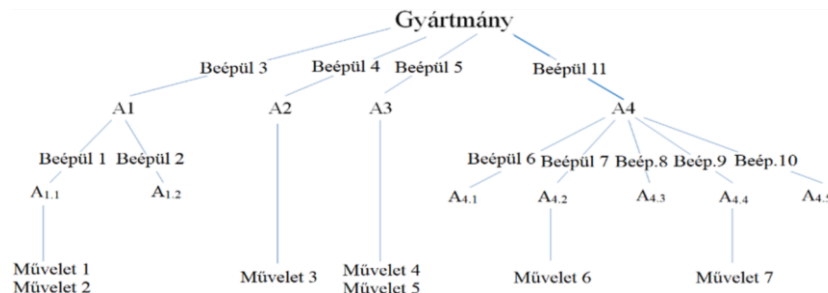 Gyártmány
Beépül 3 Beépül 4 Beépül 5 Beépül 11
A1 A2 A3 A4
Beépül 1 Beépül 2 Beépül 6 Beépül 7 Beép.8 Beép.9 Beép.10
A1.1 A1.2 A4.1 A4.2 A4.3 A4.4 A4.5
Művelet 1 Művelet 3 Művelet 4 Művelet 6 Művelet 7
Művelet 2 Művelet 5